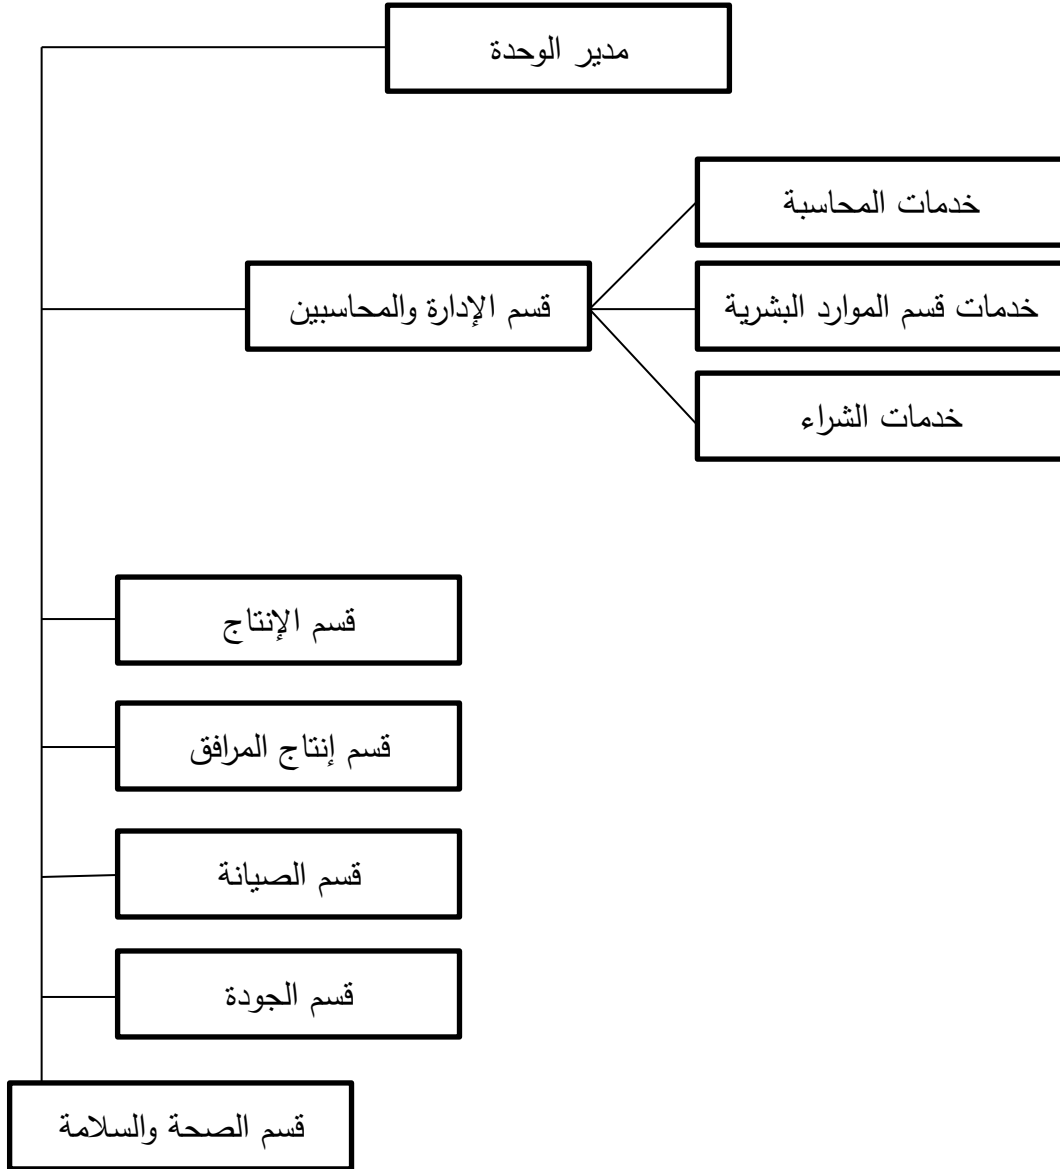 مدير الوحدة
خدمات المحاسبة
قسم الإدارة والمحاسبين
خدمات قسم الموارد البشرية
خدمات الشراء
قسم الإنتاج
قسم إنتاج المرافق
قسم الصيانة
قسم الجودة
قسم الصحة والسلامة